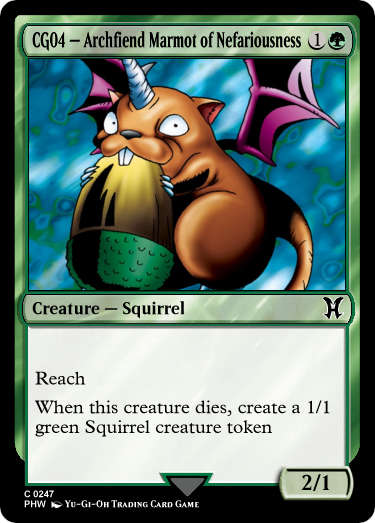 CG04 – Archfiend Marmot of Nefariousness 1
Creature – Squirrel
Reach
When this creature dies, create a 1/1
green Squirrel creature token
2/1
C 0247
PHW Yu-Gi-Oh Trading Card Game